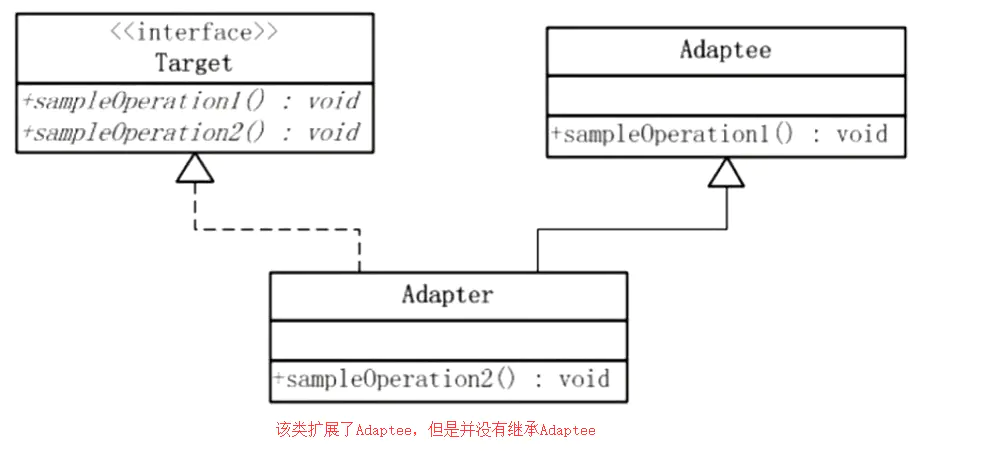 <<interface>>
Target
+sampleOperation1() : void
+sampleOperation2() : void
Adaptee
+sampleOperation1() : void
Adapter
+sampleOperation2() : void
该类扩展了Adaptee，但是并没有继承Adaptee